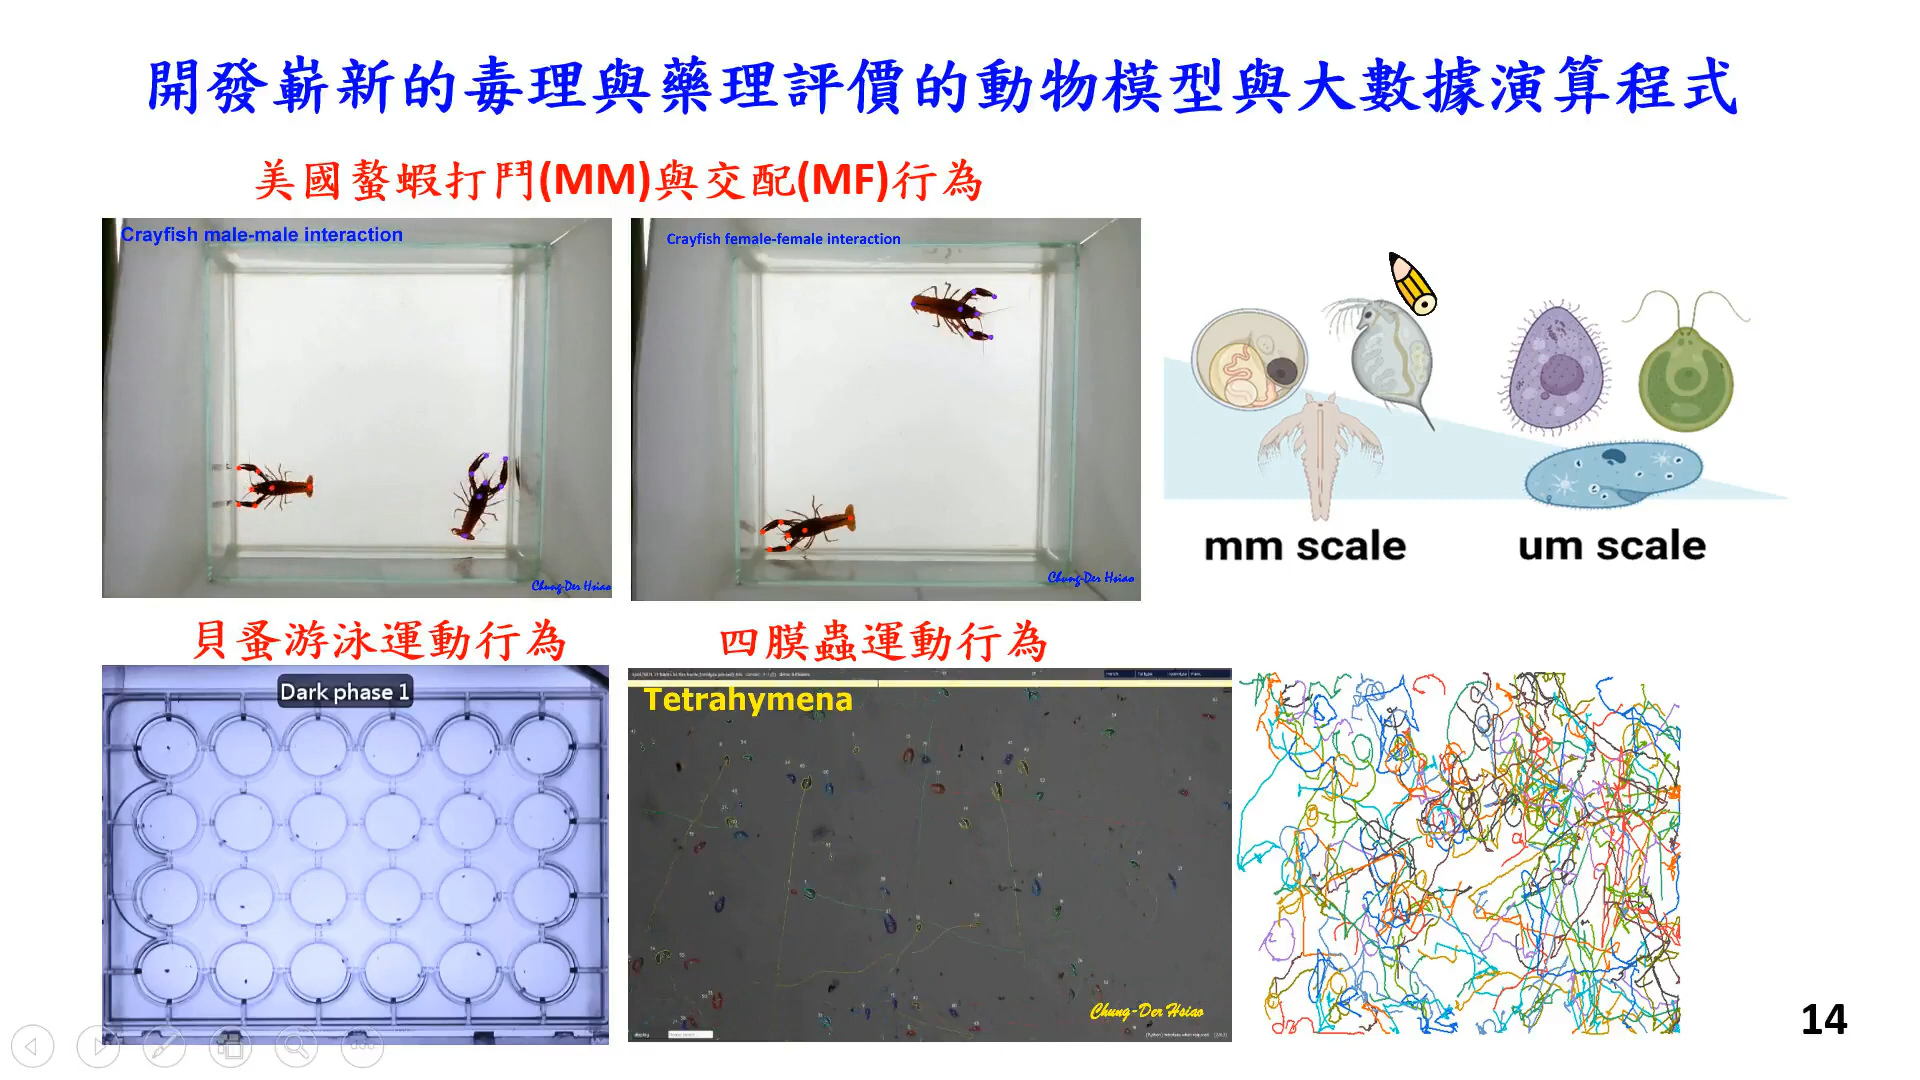 開發嶄新的毒理與藥理評價的動物模型與大數據演算程式
美國螯蝦打鬥(MM)與交配(MF)行為
Crayfish male-male interaction
Chung-Der Hsiao
Crayfish female-female interaction
Chung-Der Hsiao
mm scale
um scale
貝蚤游泳運動行為
四膜蟲運動行為
Dark phase 1
Tetrahymena
Chung-Der Hsiao
14